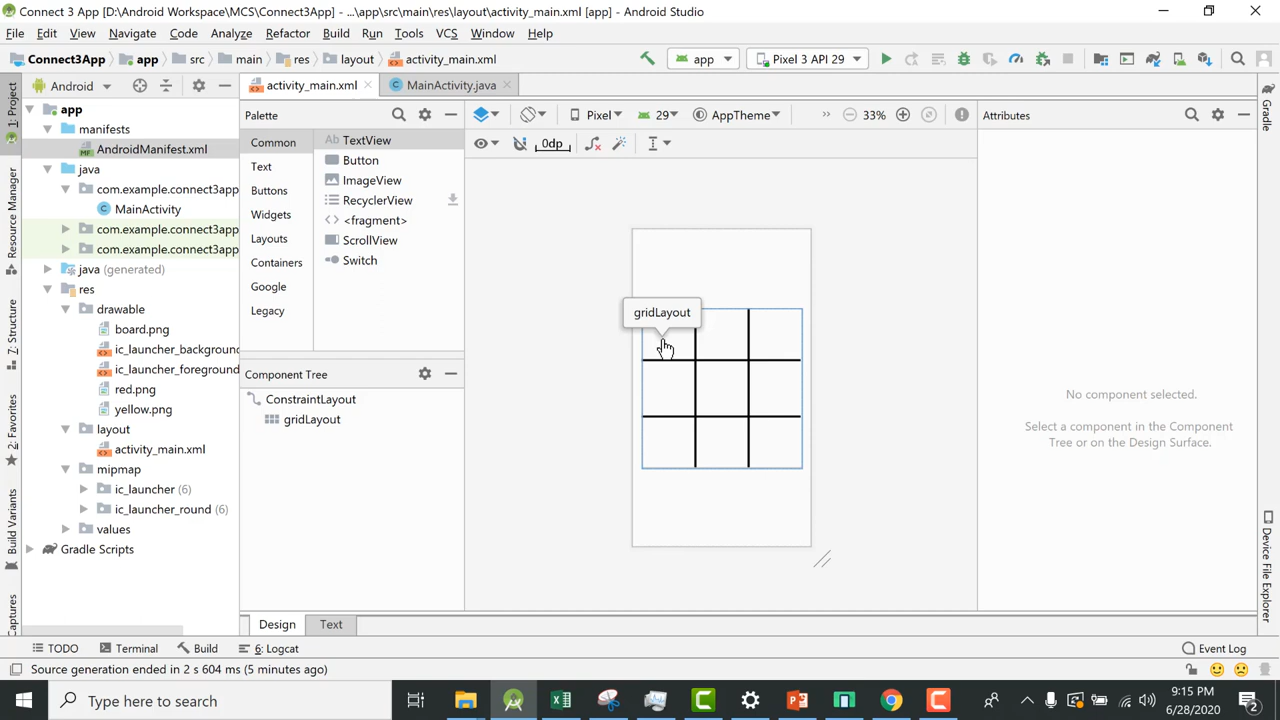 Connect 3 App [D:\Android Workspace\MCS\Connect3App] - ...\app\src\main\res\layout\activity_main.xml [app] - Android Studio
File Edit View Navigate Code Analyze Refactor Build Run Tools VCS Window Help
Connect3App app src main res layout activity_main.xml app Pixel 3 API 29
1: Project
Resource Manager
7: Structure
2: Favorites
Build Variants
Captures
Android
app
manifests
AndroidManifest.xml
java
com.example.connect3app
MainActivity
com.example.connect3app
com.example.connect3app
java (generated)
res
drawable
board.png
ic_launcher_background
ic_launcher_foreground
red.png
yellow.png
layout
activity_main.xml
mipmap
ic_launcher (6)
ic_launcher_round (6)
values
Gradle Scripts
activity_main.xml MainActivity.java
Palette
Common
Text
Buttons
Widgets
Layouts
Containers
Google
Legacy
Ab TextView
Button
ImageView
RecyclerView
<fragment>
ScrollView
Switch
Component Tree
ConstraintLayout
gridLayout
Pixel 29 AppTheme 33%
0dp
gridLayout
Design Text
Attributes
No component selected.
Select a component in the Component
Tree or on the Design Surface.
Gradle
Device File Explorer
TODO Terminal Build 6: Logcat Event Log
Source generation ended in 2 s 604 ms (5 minutes ago)
Type here to search
9:15 PM
6/28/2020
2